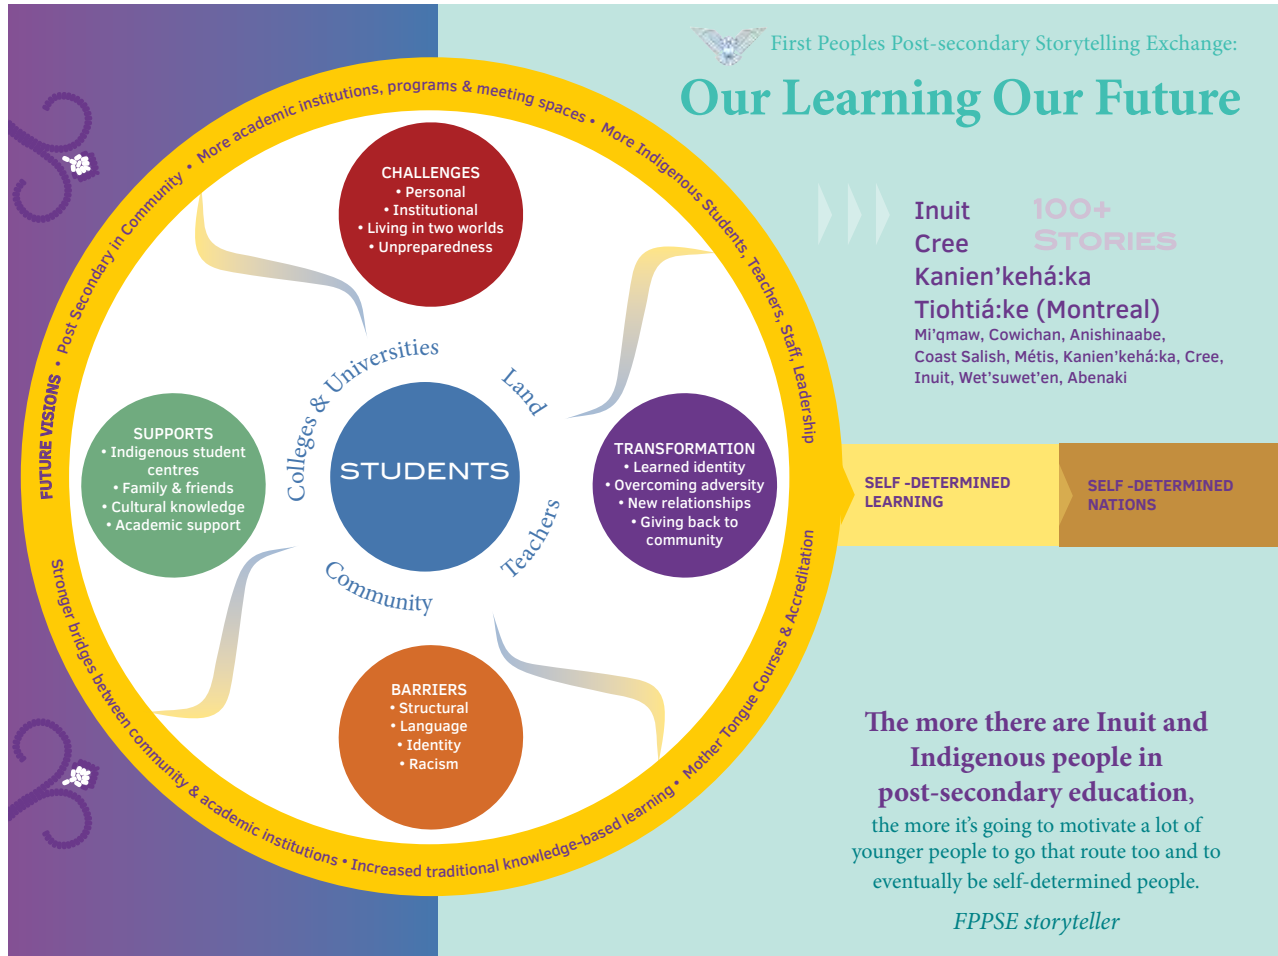 First Peoples Post-secondary Storytelling Exchange:
Our Learning Our Future
Inuit
Cree
Kanien’kehá:ka
Tiohtiá:ke (Montreal)
Mi’qmaw, Cowichan, Anishinaabe,
Coast Salish, Métis, Kanien’kehá:ka, Cree,
Inuit, Wet’suwet’en, Abenaki
100+
STORIES
FUTURE VISIONS • Post Secondary in Community • More academic institutions, programs & meeting spaces • More Indigenous Students, Teachers, Staff, Leadership
Stronger bridges between community & academic institutions • Increased traditional knowledge-based learning • Mother Tongue Courses & Accreditation
CHALLENGES
• Personal
• Institutional
• Living in two worlds
• Unpreparedness
SUPPORTS
• Indigenous student
centres
• Family & friends
• Cultural knowledge
• Academic support
Colleges & Universities
Land
STUDENTS
Teachers
Community
TRANSFORMATION
• Learned identity
• Overcoming adversity
• New relationships
• Giving back to
community
BARRIERS
• Structural
• Language
• Identity
• Racism
SELF -DETERMINED
LEARNING
SELF -DETERMINED
NATIONS
The more there are Inuit and
Indigenous people in
post-secondary education,
the more it’s going to motivate a lot of
younger people to go that route too and to
eventually be self-determined people.
FPPSE storyteller